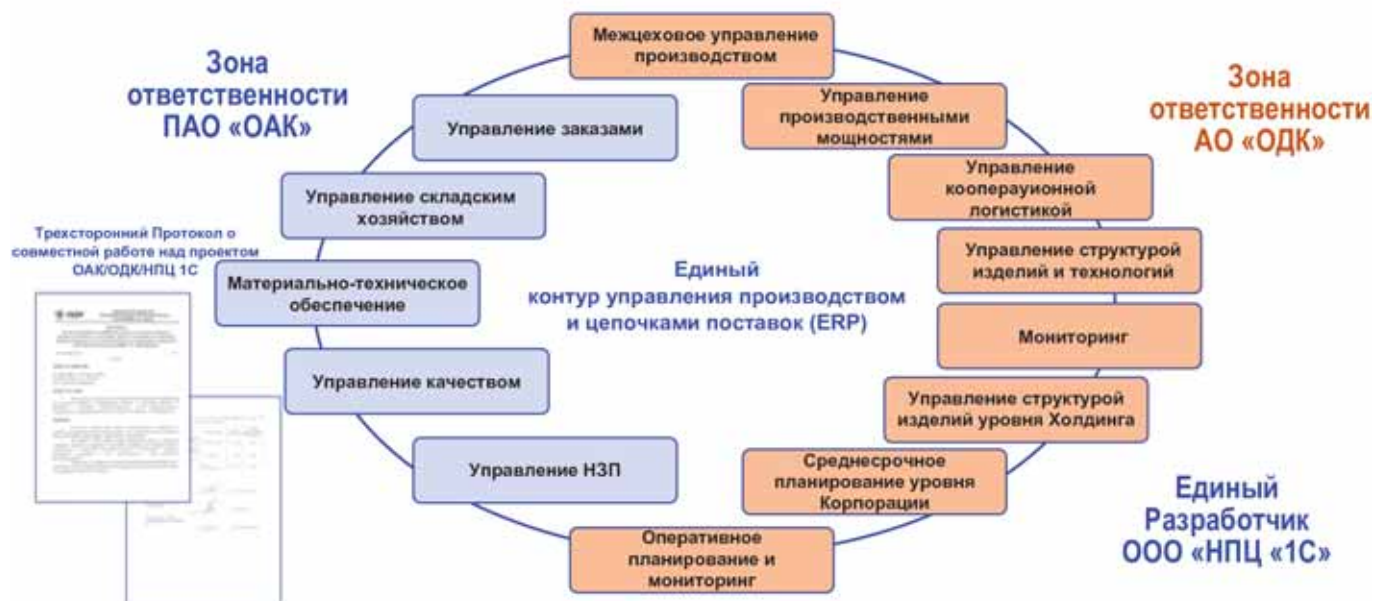 Межцеховое управление
производством
Зона
ответственности
ПАО «ОАК»
Зона
ответственности
АО «ОДК»
Управление
производственными
мощностями
Управление заказами
Управление
кооперауионной
логистикой
Управление складским
хозяйством
Трехсторонний Протокол о
совместной работе над проектом
ОАК/ОДК/НПЦ 1С
Управление структурой
изделий и технологий
Материально-техническое
обеспечение
Единый
контур управления производством
и цепочками поставок (ERP)
Мониторинг
Управление качеством
Управление структурой
изделий уровня Холдинга
Управление НЗП
Среднесрочное
планирование уровня
Корпорации
Единый
Разработчик
ООО «НПЦ «1С»
Оперативное
планирование и
мониторинг